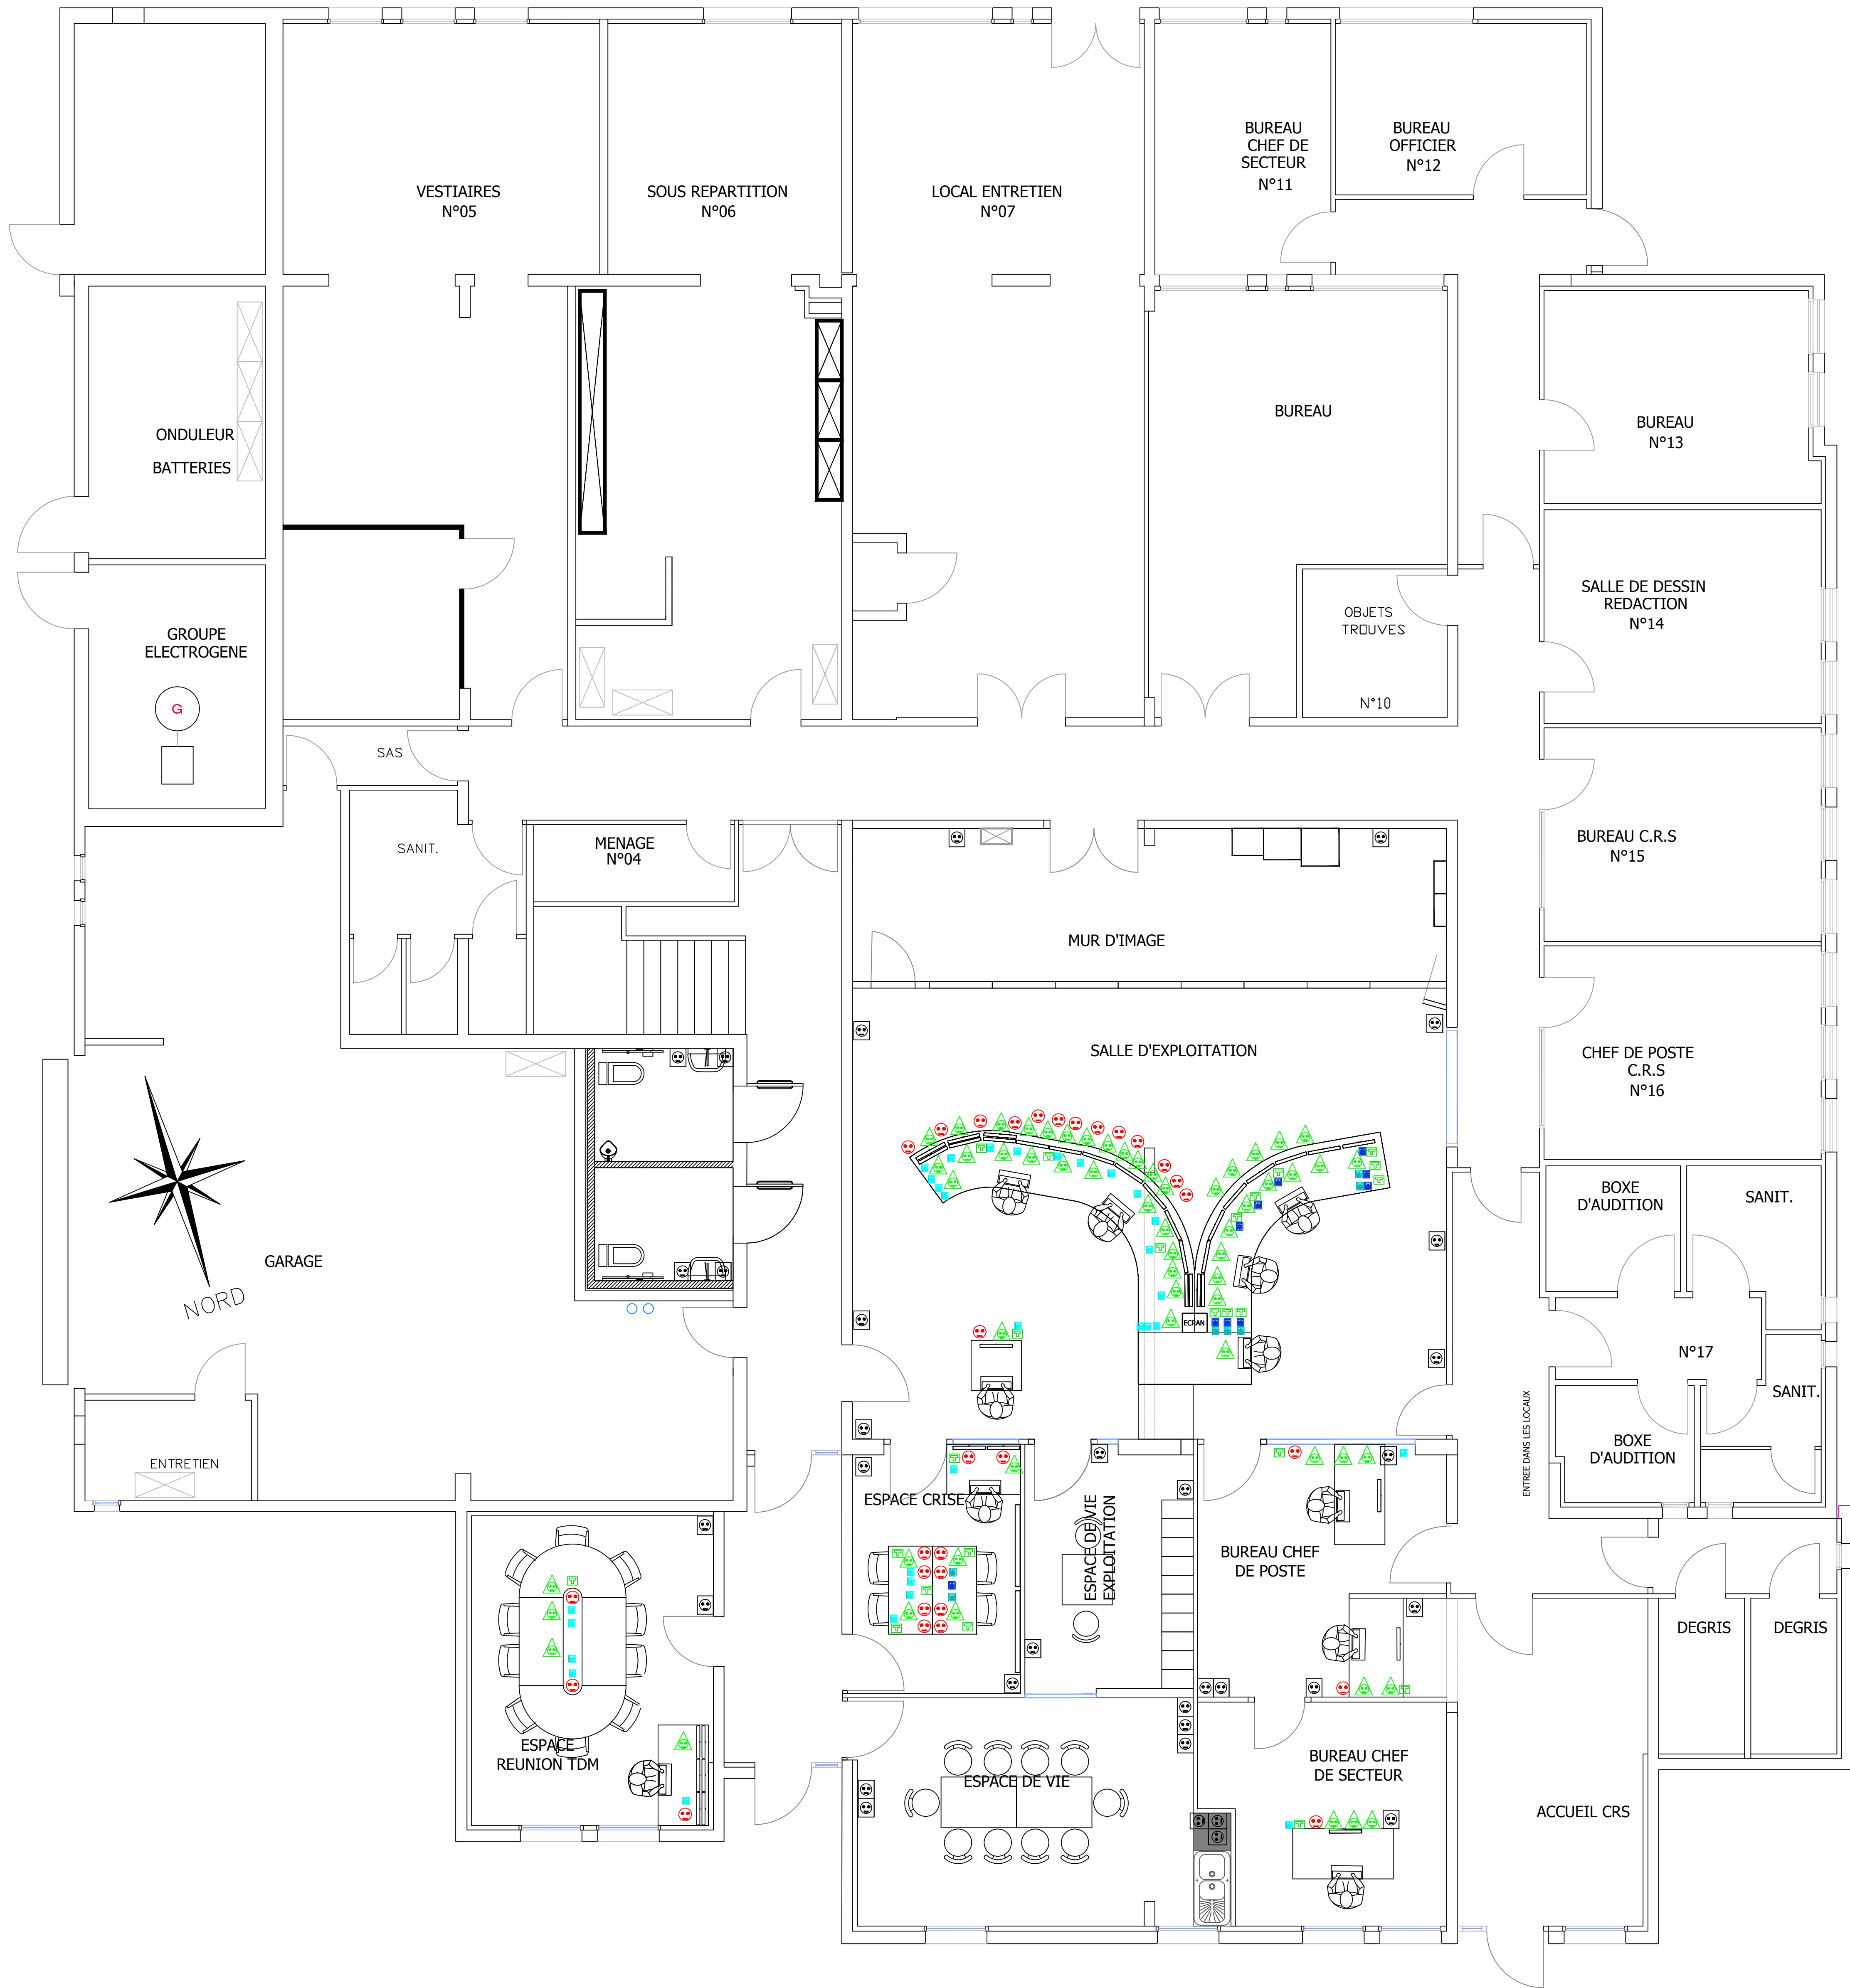 BUREAU
CHEF DE
SECTEUR
N°11
BUREAU
OFFICIER
N°12
VESTIAIRES
N°05
SOUS REPARTITION
N°06
LOCAL ENTRETIEN
N°07
ONDULEUR
BATTERIES
BUREAU
BUREAU
N°13
GROUPE
ELECTROGENE
G
OBJETS
TROUVES
N°10
SALLE DE DESSIN
REDACTION
N°14
SAS
SANIT.
MENAGE
N°04
BUREAU C.R.S
N°15
MUR D'IMAGE
SALLE D'EXPLOITATION
CHEF DE POSTE
C.R.S
N°16
NORD
GARAGE
BOXE
D'AUDITION
SANIT.
ECRAN
N°17
SANIT.
ENTREE DANS LES LOCAUX
BOXE
D'AUDITION
ENTRETIEN
ESPACE CRISE
ESPACE DE VIE
EXPLOITATION
BUREAU CHEF
DE POSTE
DEGRIS
DEGRIS
ESPACE
REUNION TDM
ESPACE DE VIE
BUREAU CHEF
DE SECTEUR
ACCUEIL CRS